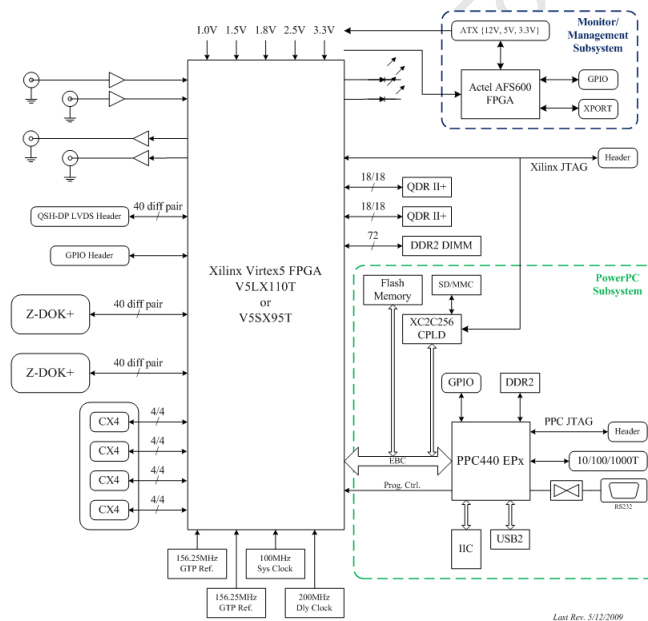 1.0V 1.5V 1.8V 2.5V 3.3V
ATX {12V, 5V, 3.3V}
Monitor/
Management
Subsystem
Actel AFS600
FPGA
GPIO
XPORT
Xilinx JTAG
Header
18/18
QDR II+
18/18
QDR II+
72
DDR2 DIMM
40 diff pair
QSH-DP LVDS Header
GPIO Header
Xilinx Virtex5 FPGA
V5LX110T
or
V5SX95T
40 diff pair
Z-DOK+
40 diff pair
Z-DOK+
4/4
CX4
4/4
CX4
4/4
CX4
4/4
CX4
PowerPC
Subsystem
Flash
Memory
SD/MMC
XC2C256
CPLD
GPIO
DDR2
PPC JTAG
Header
EBC
PPC440 EPx
10/100/1000T
Prog. Ctrl.
RS232
IIC
USB2
156.25MHz
GTP Ref.
100MHz
Sys Clock
156.25MHz
GTP Ref.
200MHz
Dly Clock
Last Rev. 5/12/2009